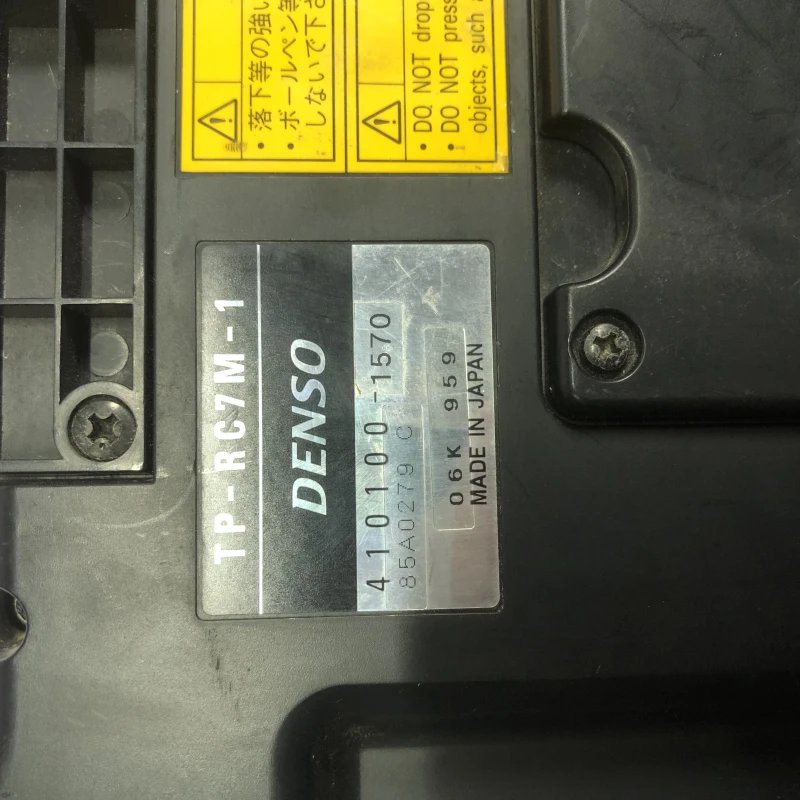 落下等の強い
ボールペン等
しないで下さ
DO NOT drop
DO NOT press
objects, such
TP-RC7M-1
DENSO
410100-1570
85A0279 C
06K 959
MADE IN JAPAN